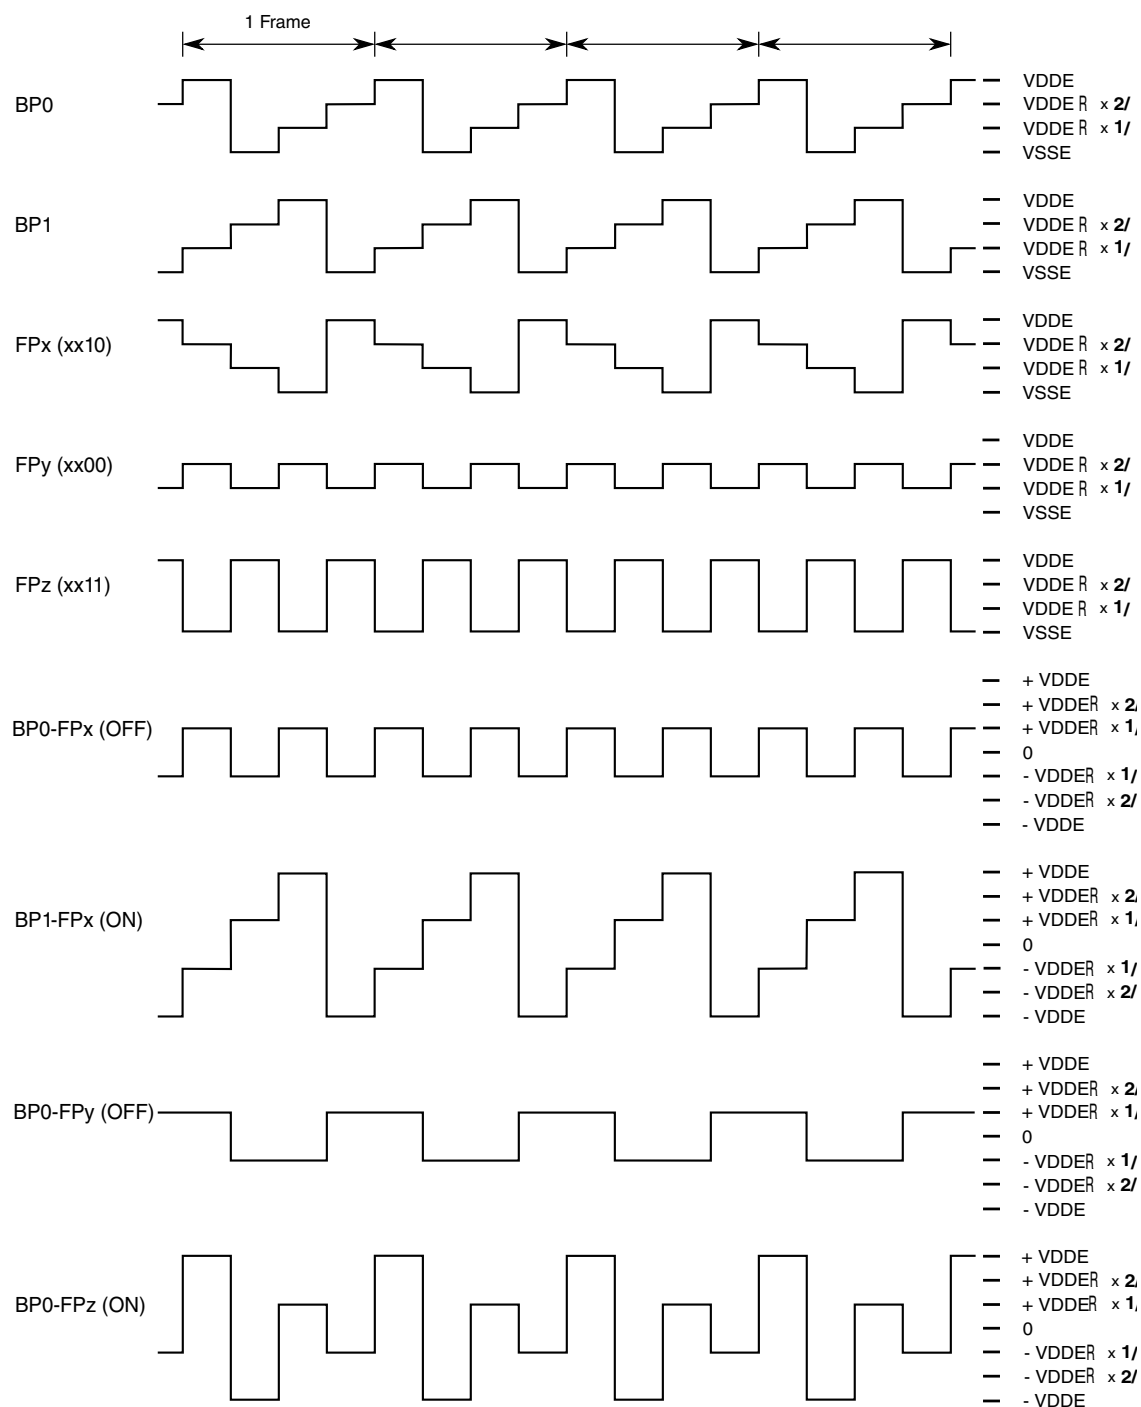 1 Frame
BP0
VDDE
VDDE R x 2/
VDDE R x 1/
VSSE
BP1
VDDE
VDDE R x 2/
VDDE R x 1/
VSSE
FPx (xx10)
VDDE
VDDE R x 2/
VDDE R x 1/
VSSE
FPy (xx00)
VDDE
VDDE R x 2/
VDDE R x 1/
VSSE
FPz (xx11)
VDDE
VDDE R x 2/
VDDE R x 1/
VSSE
BP0-FPx (OFF)
+ VDDE
+ VDDER x 2/
+ VDDER x 1/
0
- VDDER x 1/
- VDDER x 2/
- VDDE
BP1-FPx (ON)
+ VDDE
+ VDDER x 2/
+ VDDER x 1/
0
- VDDER x 1/
- VDDER x 2/
- VDDE
BP0-FPy (OFF)
+ VDDE
+ VDDER x 2/
+ VDDER x 1/
0
- VDDER x 1/
- VDDER x 2/
- VDDE
BP0-FPz (ON)
+ VDDE
+ VDDER x 2/
+ VDDER x 1/
0
- VDDER x 1/
- VDDER x 2/
- VDDE